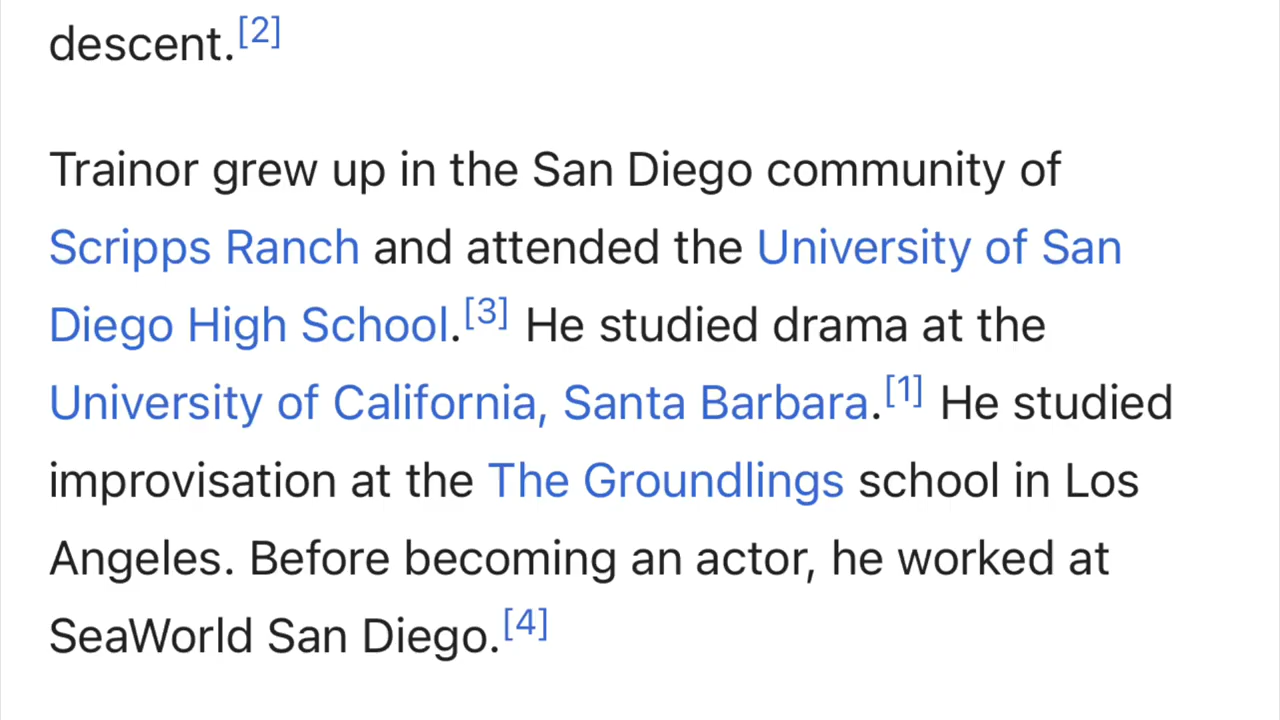 descent.[2]
Trainor grew up in the San Diego community of
Scripps Ranch and attended the University of San
Diego High School.[3] He studied drama at the
University of California, Santa Barbara.[1] He studied
improvisation at the The Groundlings school in Los
Angeles. Before becoming an actor, he worked at
SeaWorld San Diego.[4]